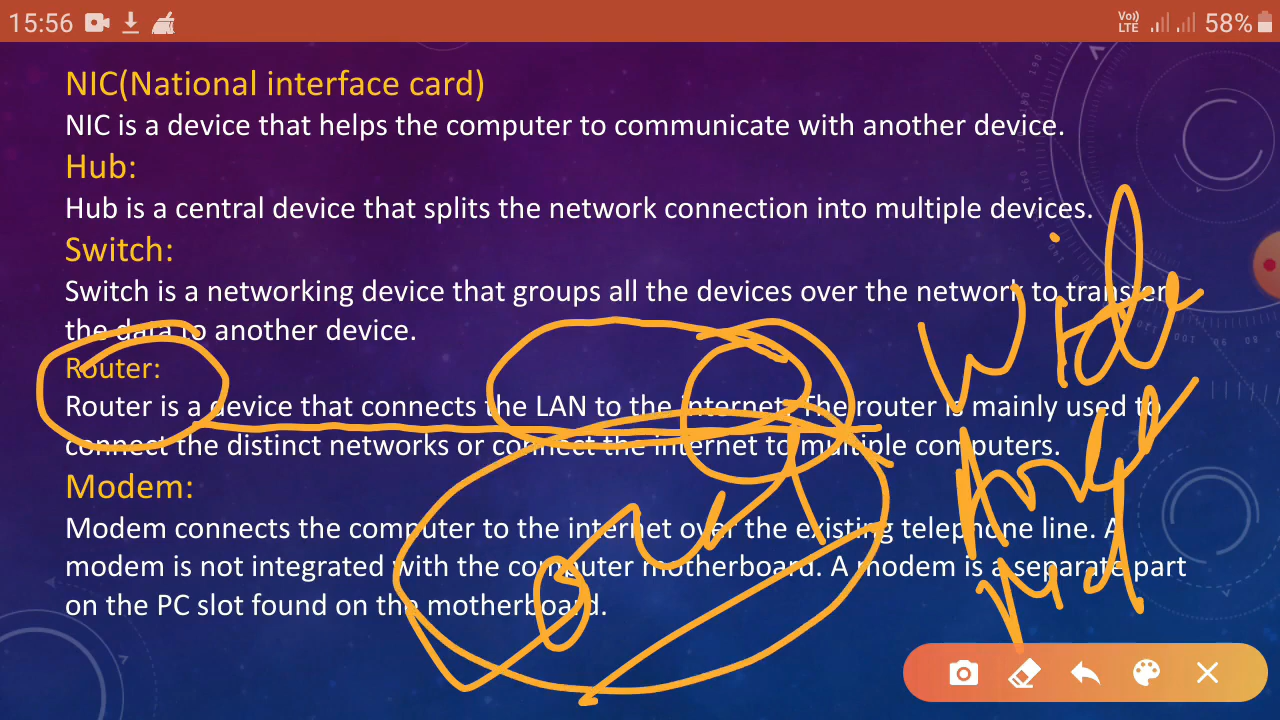 15:56
Vo)) LTE 58%
NIC(National interface card)
NIC is a device that helps the computer to communicate with another device.
Hub:
Hub is a central device that splits the network connection into multiple devices.
Switch:
Switch is a networking device that groups all the devices over the network to transfer
the data to another device.
Router:
Router is a device that connects the LAN to the internet. The router is mainly used to
connect the distinct networks or connect the internet to multiple computers.
Modem:
Modem connects the computer to the internet over the existing telephone line. A
modem is not integrated with the computer motherboard. A modem is a separate part
on the PC slot found on the motherboard.
Wide